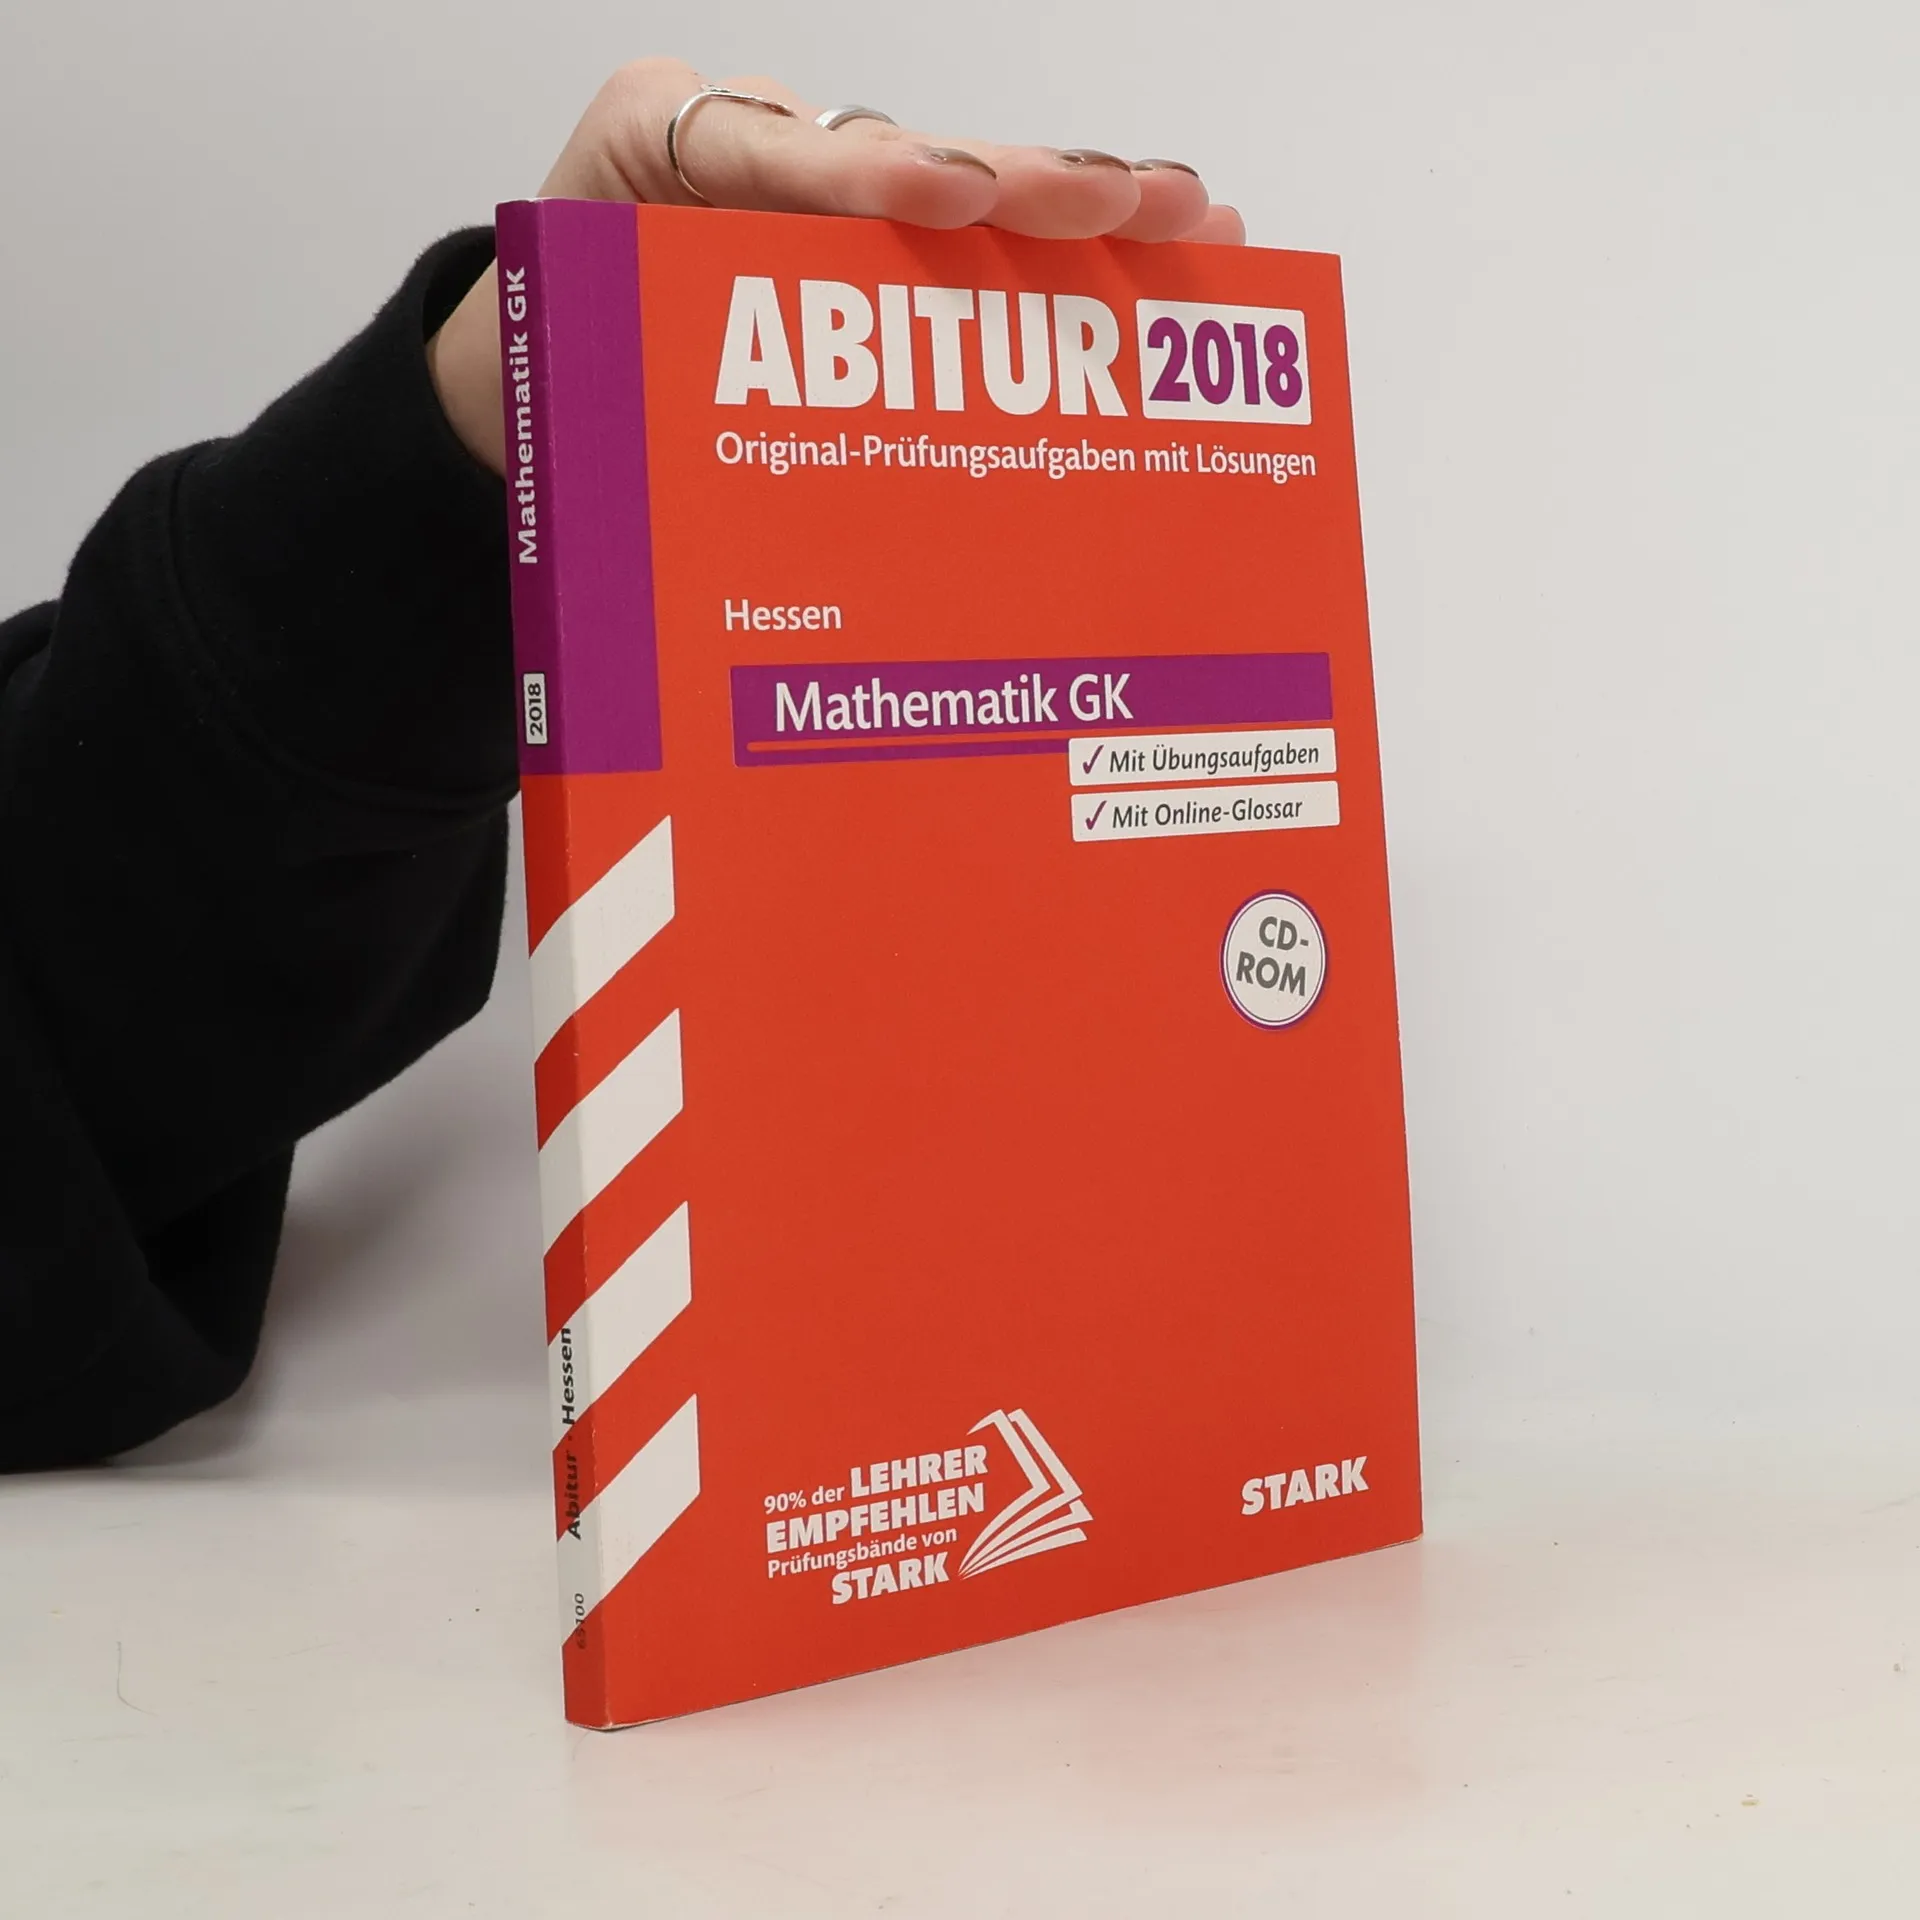 ABITUR 2018
Original-Prüfungsaufgaben mit Lösungen
Hessen
Mathematik GK
✓ Mit Übungsaufgaben
✓ Mit Online-Glossar
CD-
ROM
90% der LEHRER
EMPFEHLEN
Prüfungsbände von
STARK
STARK
Mathematik GK
2018
Abitur · Hessen